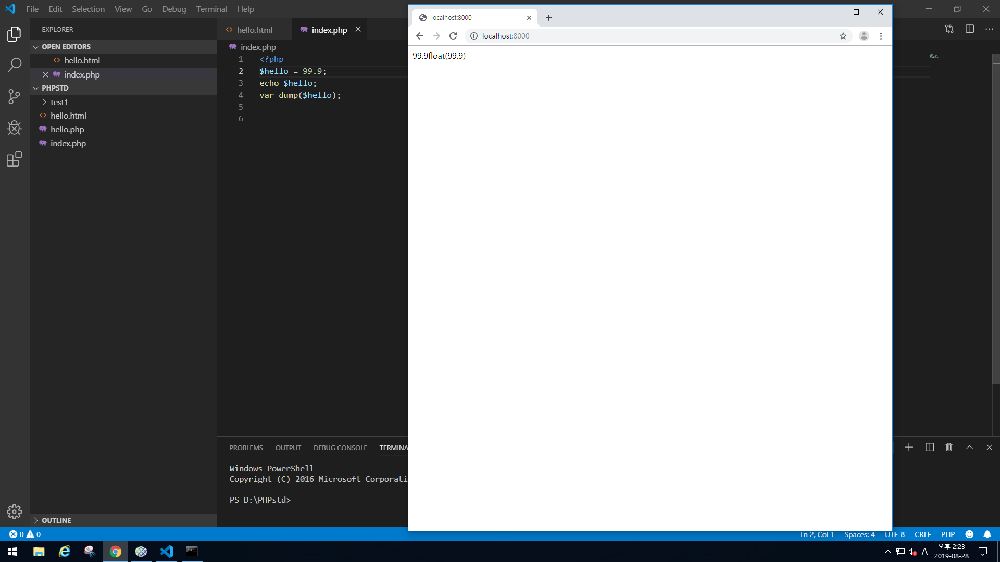 File Edit Selection View Go Debug Terminal Help
EXPLORER
OPEN EDITORS
hello.html
index.php
PHPSTD
test1
hello.html
hello.php
index.php
OUTLINE
hello.html index.php
index.php
1 <?php
2 $hello = 99.9;
3 echo $hello;
4 var_dump($hello);
5
6
PROBLEMS OUTPUT DEBUG CONSOLE TERMINA
Windows PowerShell
Copyright (C) 2016 Microsoft Corporati
PS D:\PHPstd>
localhost:8000
localhost:8000
99.9float(99.9)
0 0
Ln 2, Col 1 Spaces: 4 UTF-8 CRLF PHP
A
오후 2:23
2019-08-28